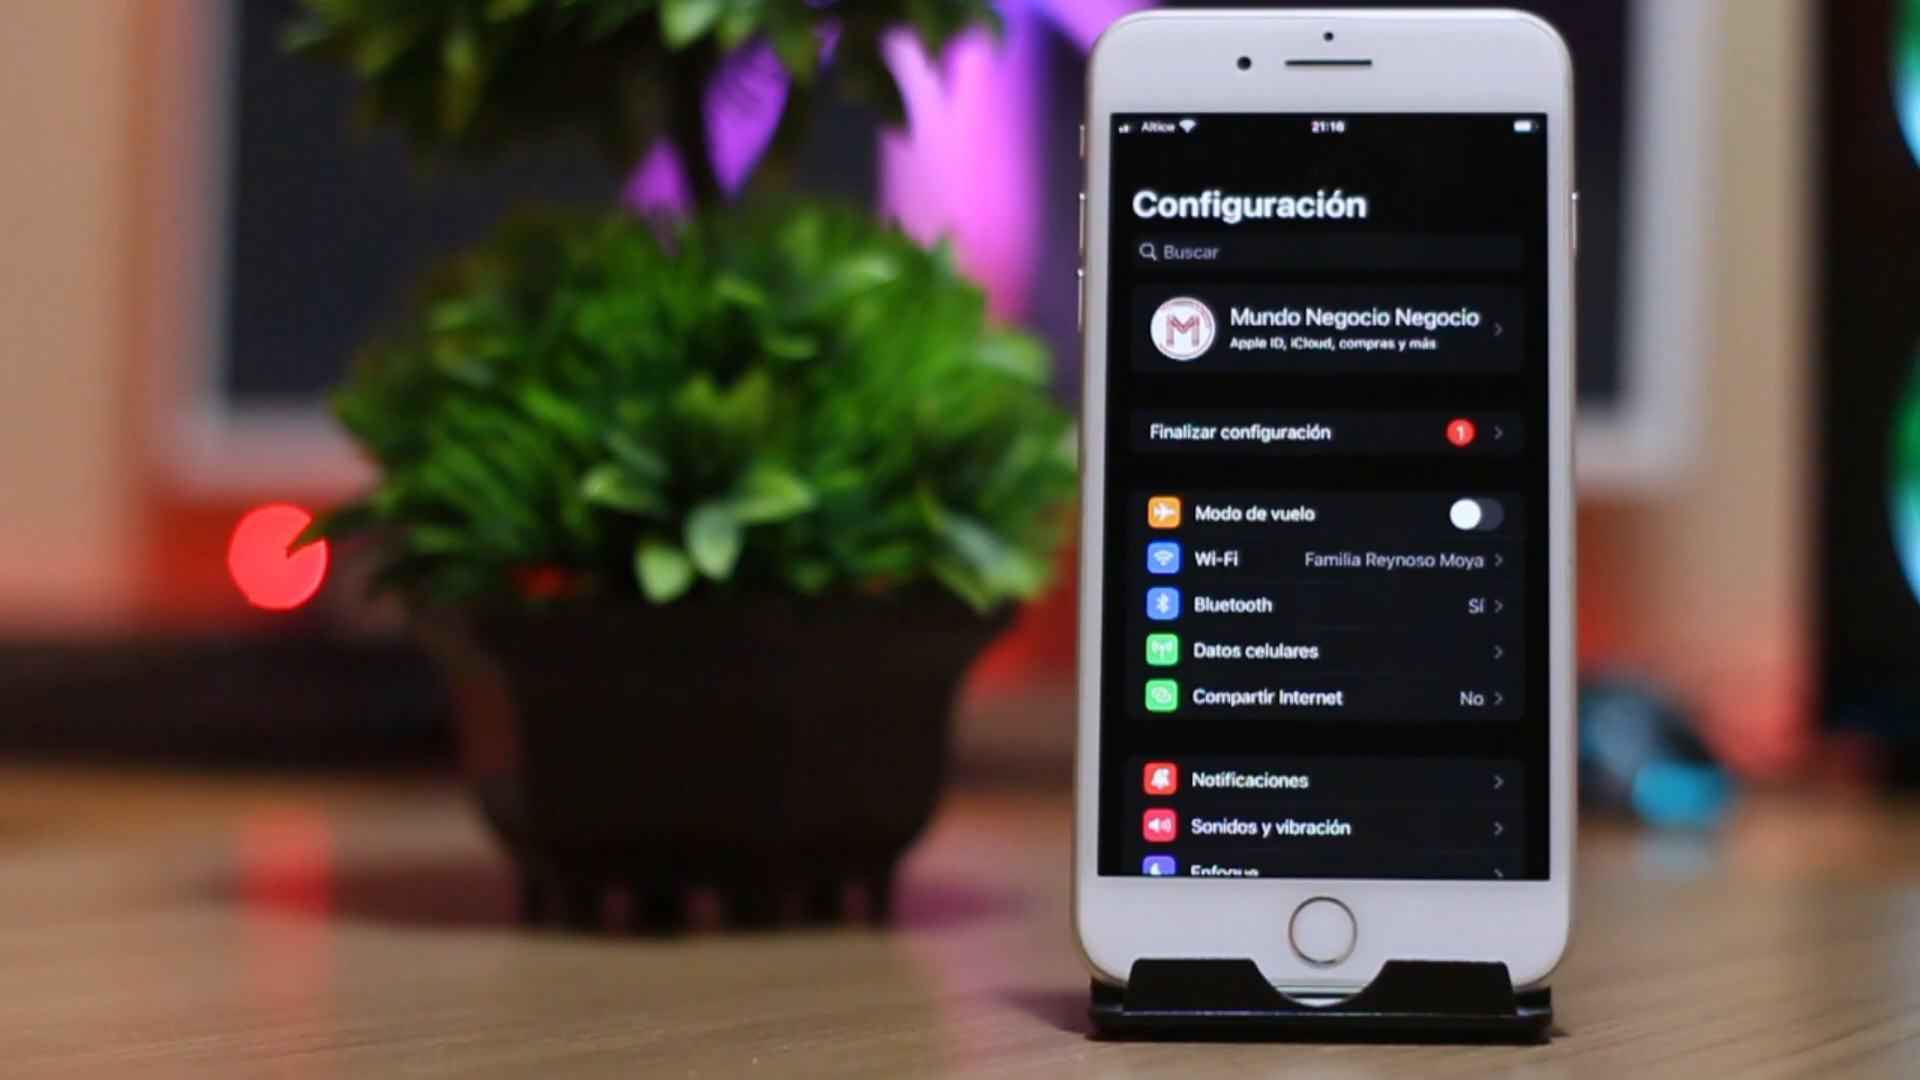 Altice 21:16
Configuración
Buscar
M
Mundo Negocio Negocio
Apple ID, iCloud, compras y más
Finalizar configuración 1
Modo de vuelo
Wi-Fi Familia Reynoso Moya
Bluetooth Sí
Datos celulares
Compartir Internet No
Notificaciones
Sonidos y vibración
Enfoque